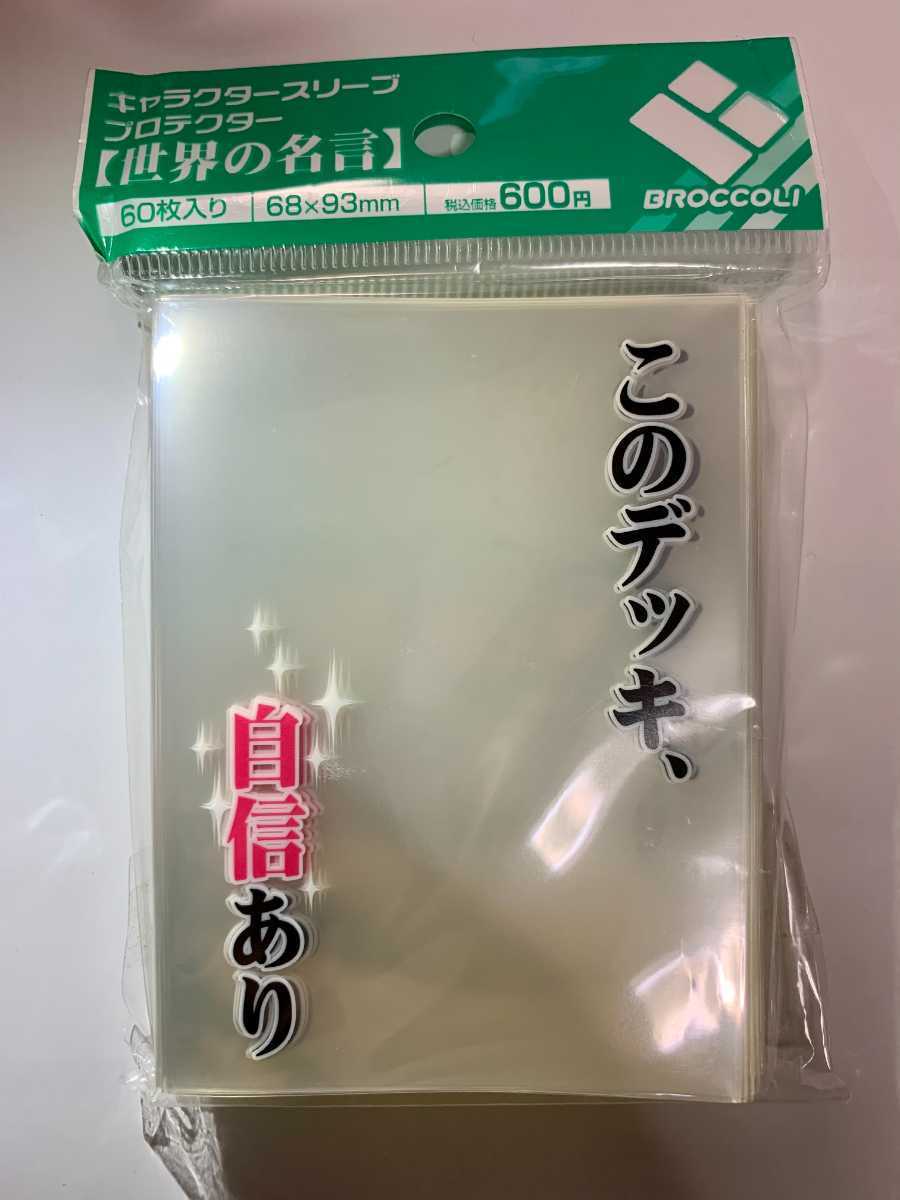 キャラクタースリーブ
プロテクター
【世界の名言】
60枚入り 68×93mm 税込価格600円
BROCCOLI
このデッキ、
自信あり